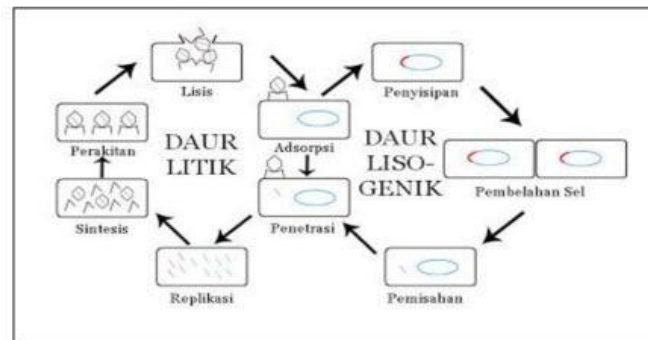 Lisis
Penyisipan
Adsorpsi
Perakitan
DAUR
LITIK
DAUR
LISO-
GENIK
Pembelahan Sel
Sintesis
Penetrasi
Replikasi
Pemisahan